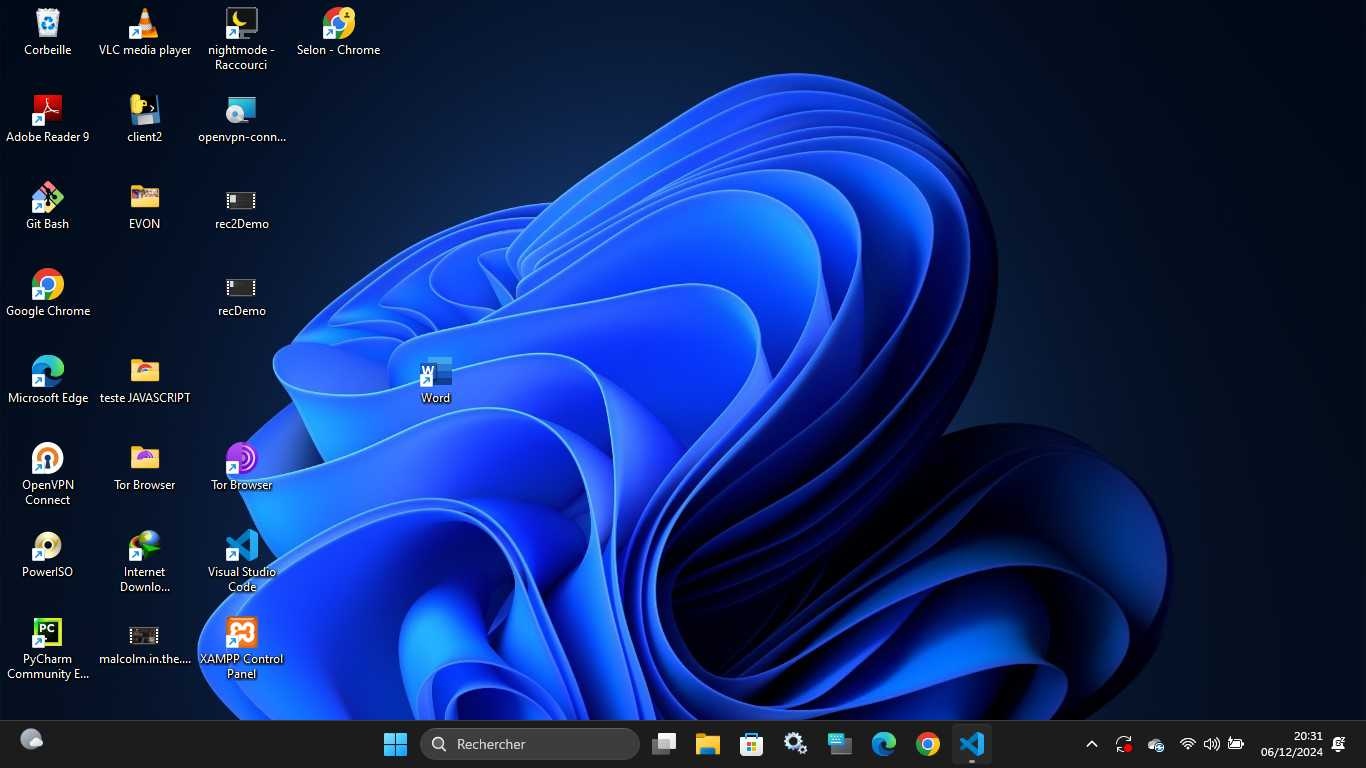 Corbeille
VLC media player
nightmode -
Raccourci
Selon - Chrome
Adobe Reader 9
client2
openvpn-conn...
Git Bash
EVON
rec2Demo
Google Chrome
recDemo
Microsoft Edge
teste JAVASCRIPT
W
Word
OpenVPN
Connect
Tor Browser
Tor Browser
PowerISO
Internet
Downlo...
Visual Studio
Code
PC
PyCharm
Community E...
malcolm.in.the....
XAMPP Control
Panel
Rechercher
20:31
06/12/2024